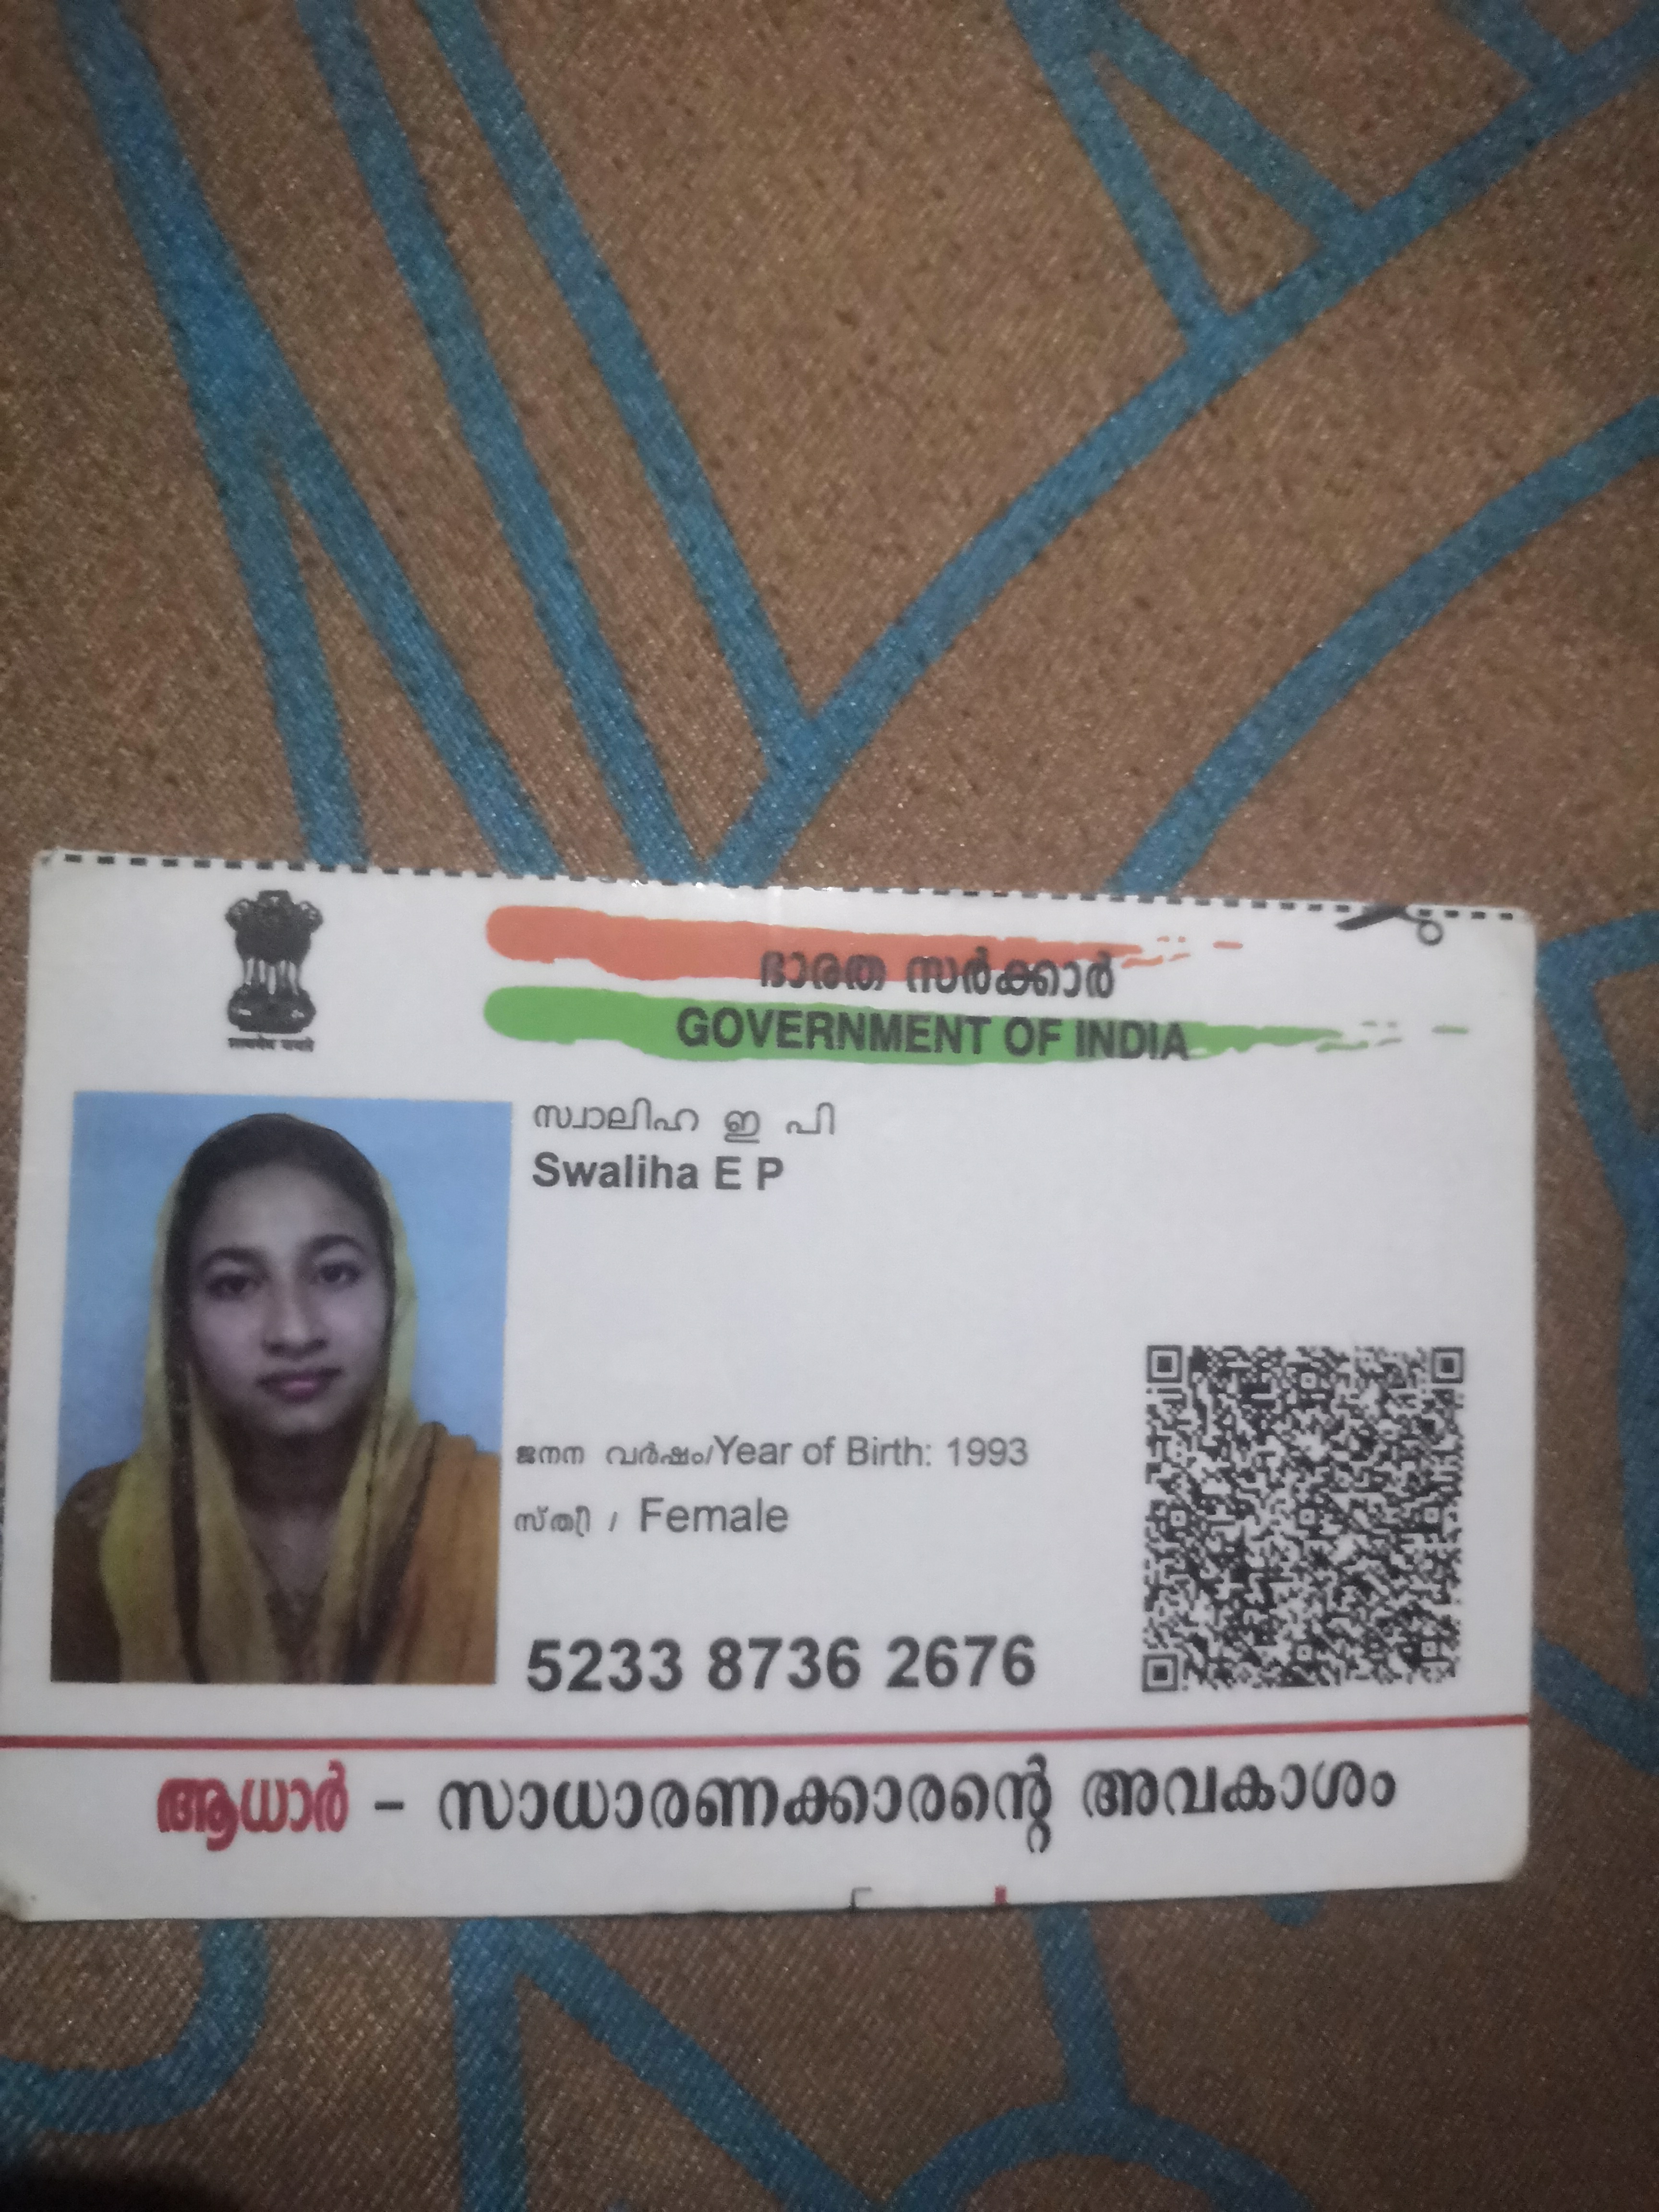 ഭാരത സർക്കാർ
GOVERNMENT OF INDIA
സ്വാലിഹ ഇ പി
Swaliha E P
ജനന വർഷം/Year of Birth: 1993
സ്ത്രീ / Female
5233 8736 2676
ആധാർ – സാധാരണക്കാരന്റെ അവകാശം